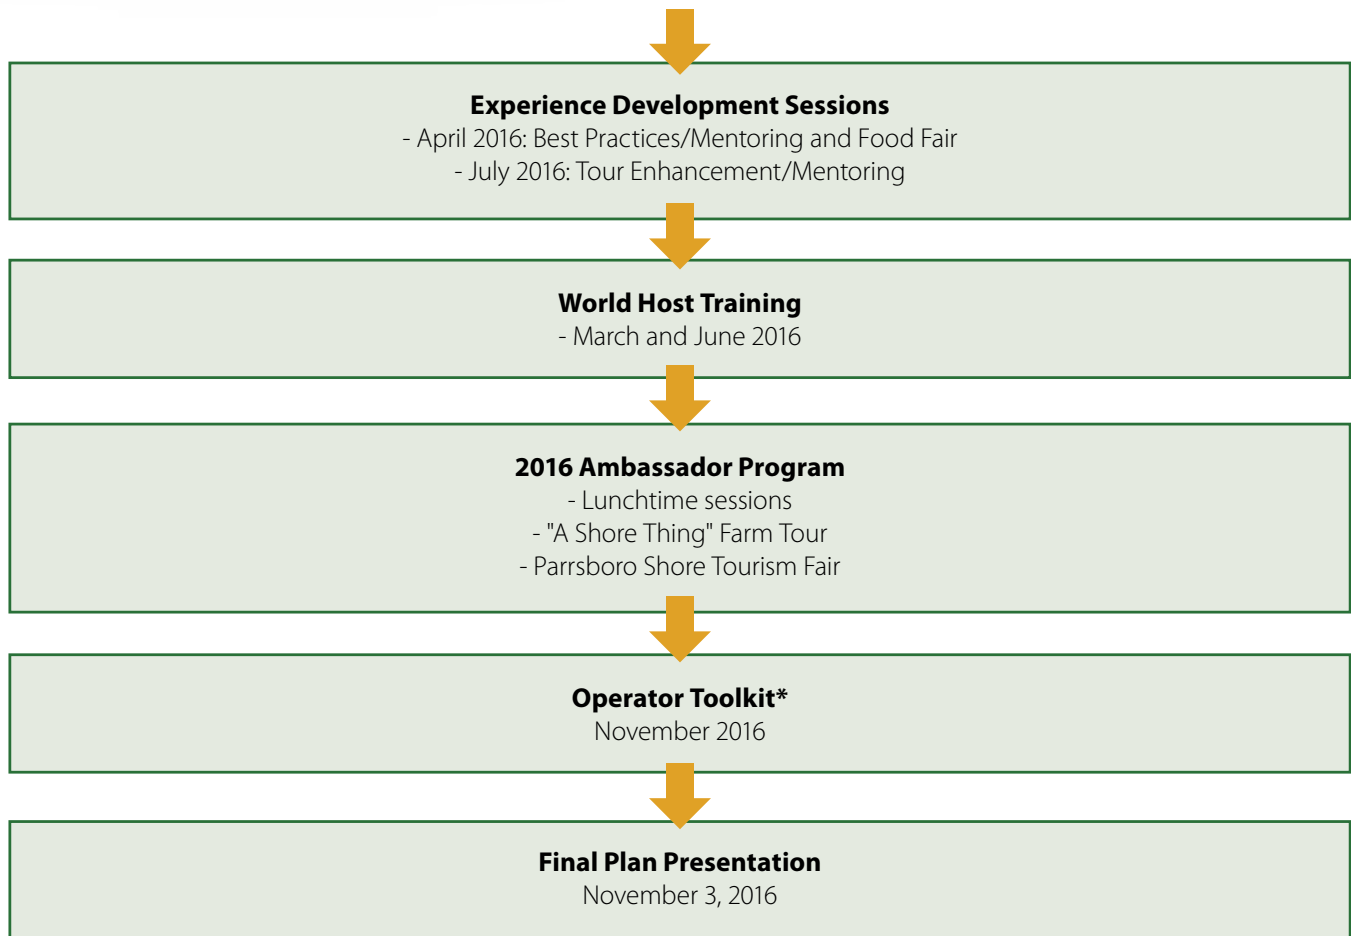 Experience Development Sessions
- April 2016: Best Practices/Mentoring and Food Fair
- July 2016: Tour Enhancement/Mentoring
World Host Training
- March and June 2016
2016 Ambassador Program
- Lunchtime sessions
- "A Shore Thing" Farm Tour
- Parrsboro Shore Tourism Fair
Operator Toolkit*
November 2016
Final Plan Presentation
November 3, 2016